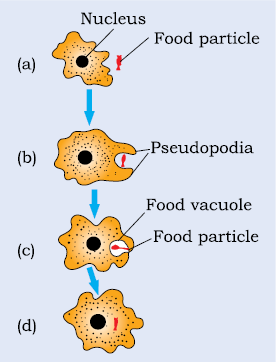 Nucleus
Food particle
(a)
(b)
Pseudopodia
Food vacuole
(c)
Food particle
(d)